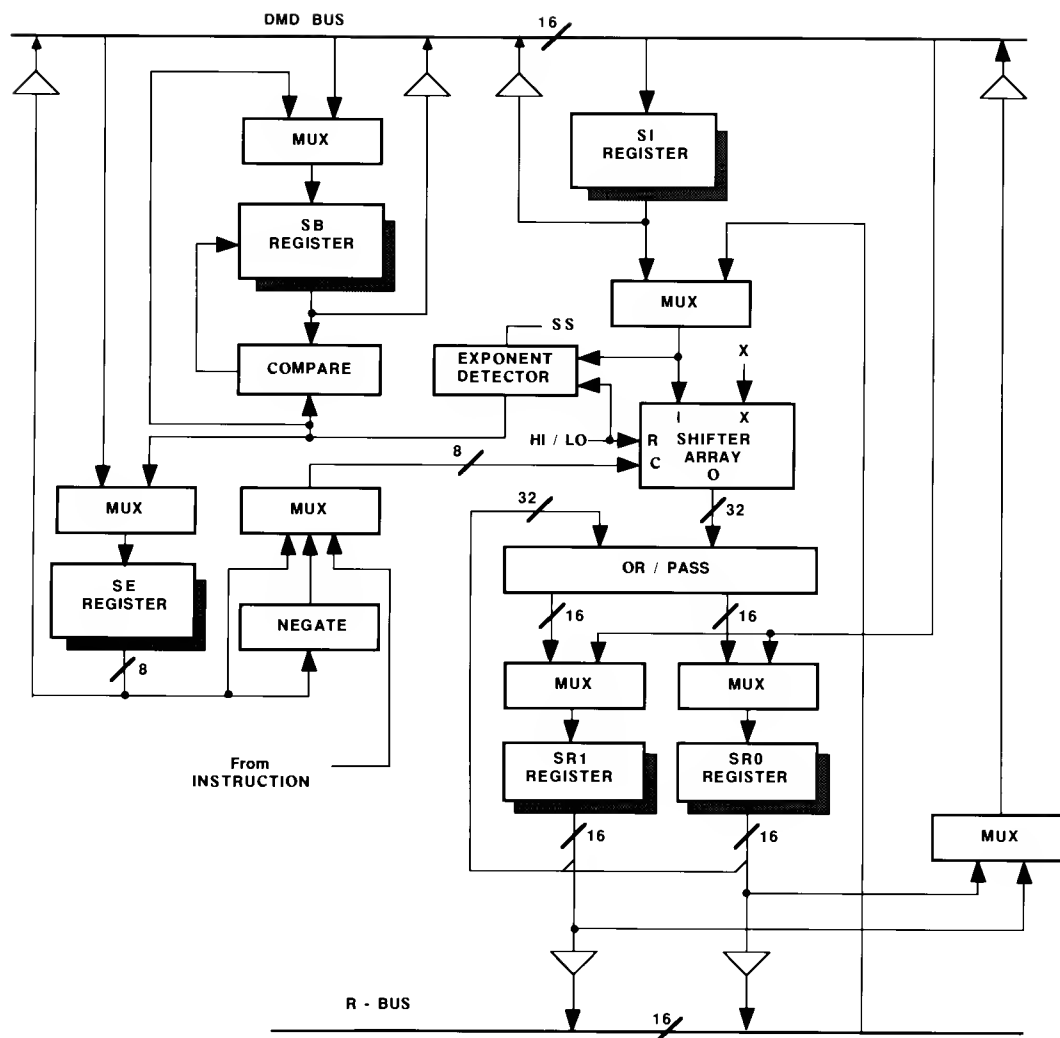 DMD BUS
16
MUX
SI
REGISTER
SB
REGISTER
MUX
SS
X
COMPARE
EXPONENT
DETECTOR
I
X
HI / LO
R
SHIFTER
ARRAY
C
O
8
MUX
MUX
32
32
OR / PASS
SE
REGISTER
NEGATE
16
16
8
MUX
MUX
From
INSTRUCTION
SR1
REGISTER
SR0
REGISTER
16
16
MUX
R - BUS
16